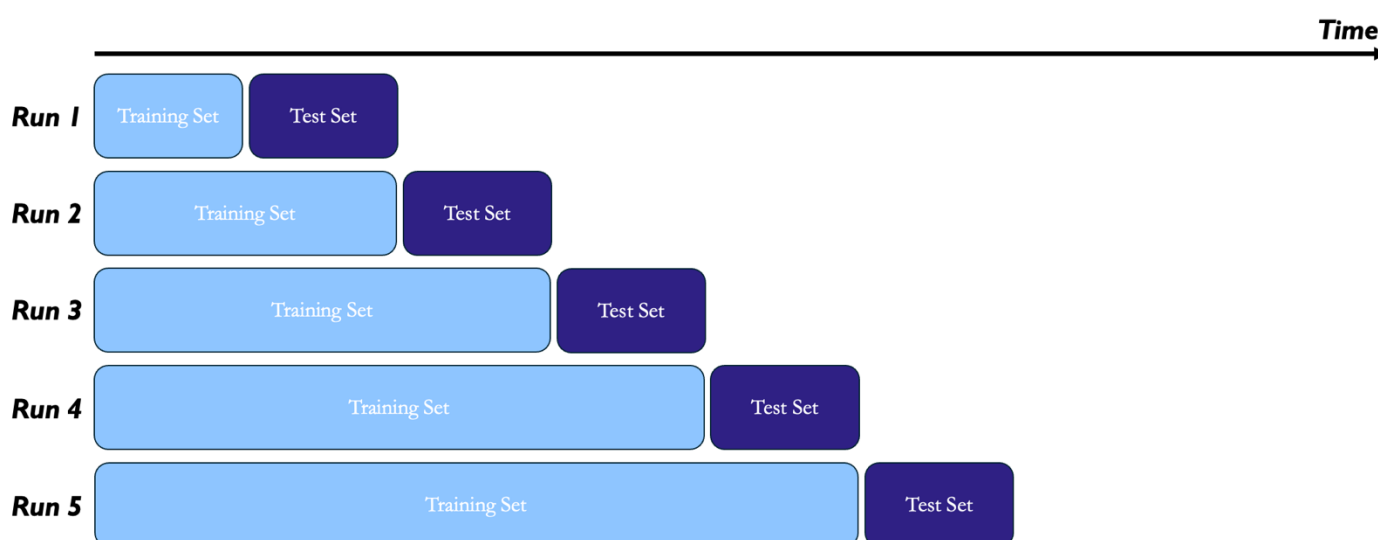 Time
Run 1 Training Set Test Set
Run 2 Training Set Test Set
Run 3 Training Set Test Set
Run 4 Training Set Test Set
Run 5 Training Set Test Set